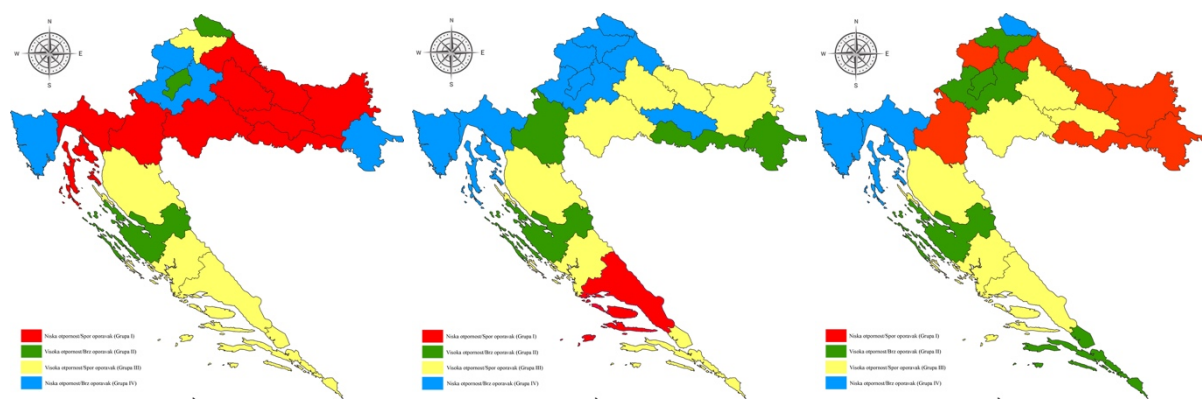 N
W E
S
Niska otpornost/Spor oporavak (Grupa I)
Visoka otpornost/Brz oporavak (Grupa II)
Visoka otpornost/Spor oporavak (Grupa III)
Niska otpornost/Brz oporavak (Grupa IV)
N
W E
S
Niska otpornost/Spor oporavak (Grupa I)
Visoka otpornost/Brz oporavak (Grupa II)
Visoka otpornost/Spor oporavak (Grupa III)
Niska otpornost/Brz oporavak (Grupa IV)
N
W E
S
Niska otpornost/Spor oporavak (Grupa I)
Visoka otpornost/Brz oporavak (Grupa II)
Visoka otpornost/Spor oporavak (Grupa III)
Niska otpornost/Brz oporavak (Grupa IV)